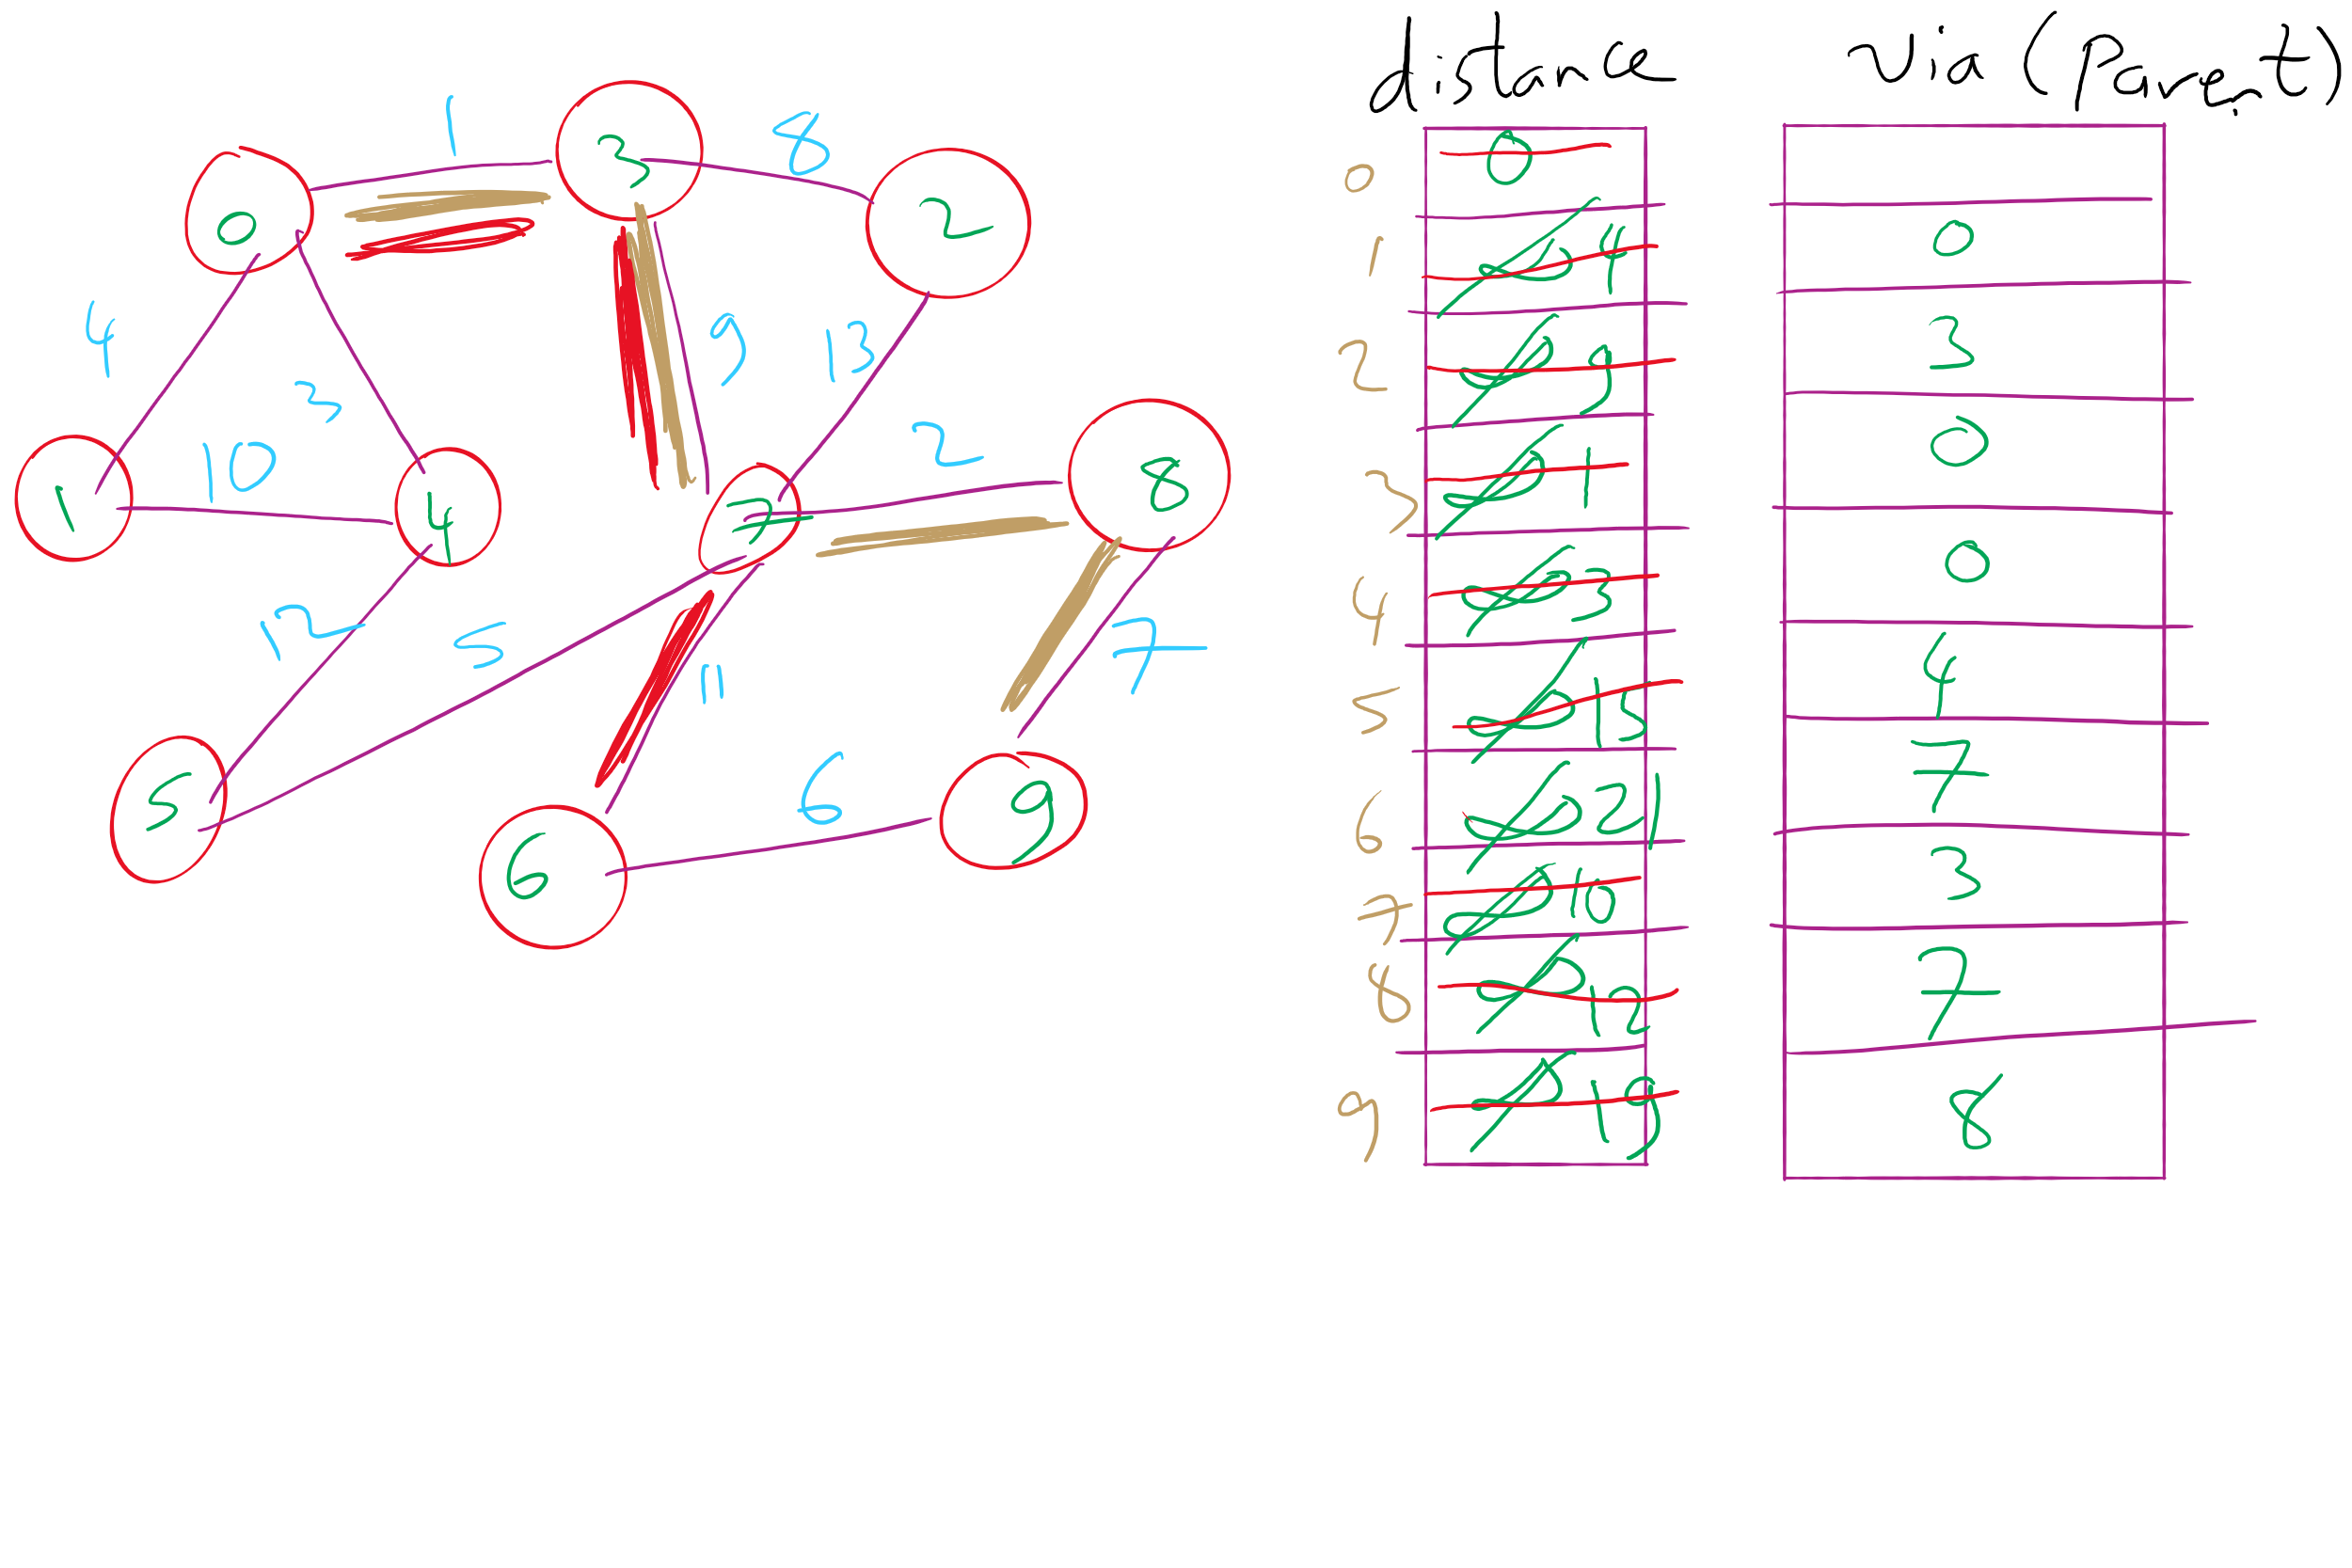 distance Via (Parent)
1 8
0 3 2
0 0
1 ∞ 4 0
4 3 9 13
2 ∞ 9 3
10 2
1 4 7 8
3 ∞ 1 0
4 ∞ 3 0
12 5 11 7
5 ∞ 15 4
5 6 9
6 ∞ 21 7
6
7 ∞ 10 3
8 ∞ 12 7
9 ∞ 19 8